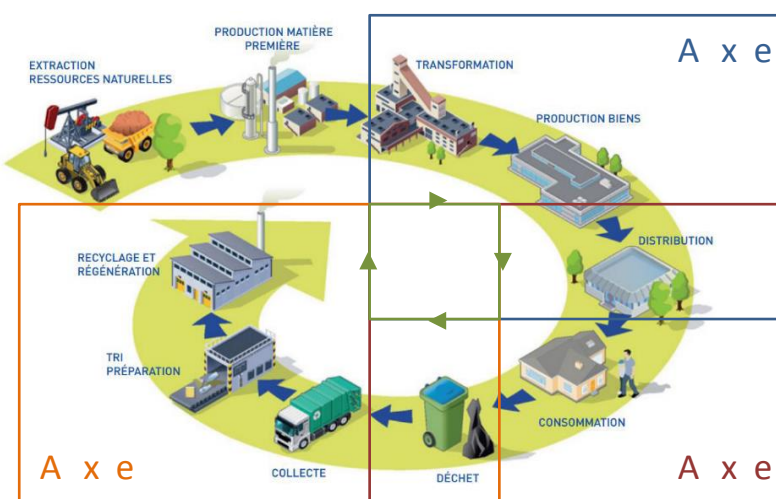 PRODUCTION MATIÈRE
PREMIÈRE
EXTRACTION
RESSOURCES NATURELLES
TRANSFORMATION
A x e
PRODUCTION BIENS
DISTRIBUTION
RECYCLAGE ET
RÉGÉNÉRATION
TRI
PRÉPARATION
CONSOMMATION
A x e
COLLECTE
DÉCHET
A x e